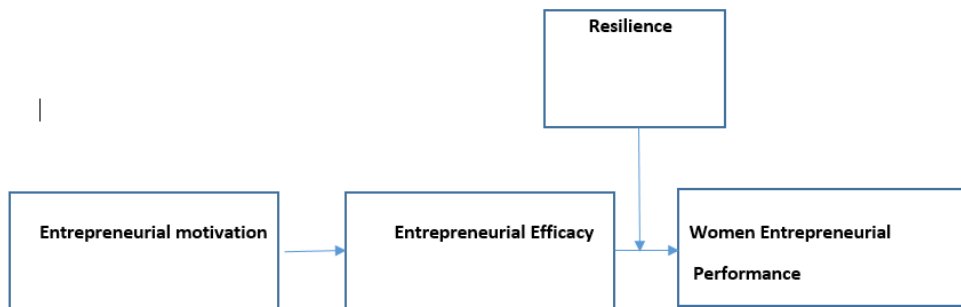 Resilience
Entrepreneurial motivation
Entrepreneurial Efficacy
Women Entrepreneurial
Performance